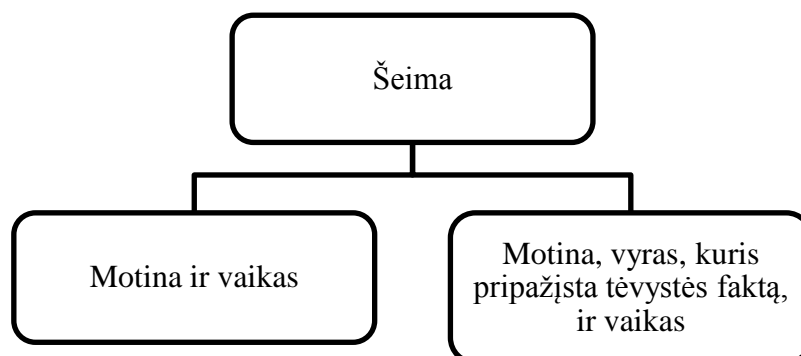 Šeima
Motina ir vaikas
Motina, vyras, kuris
pripažįsta tėvystės faktą,
ir vaikas